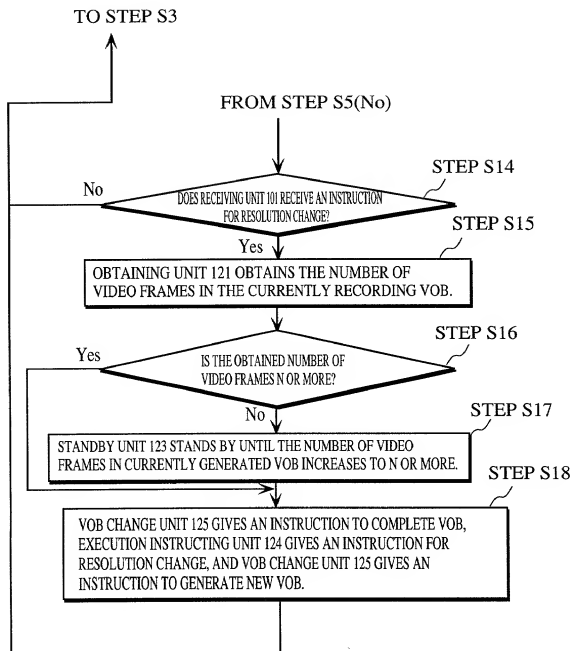 TO STEP S3
FROM STEP S5(No)
STEP S14
No
DOES RECEIVING UNIT 101 RECEIVE AN INSTRUCTION
FOR RESOLUTION CHANGE?
Yes
STEP S15
OBTAINING UNIT 121 OBTAINS THE NUMBER OF
VIDEO FRAMES IN THE CURRENTLY RECORDING VOB.
STEP S16
Yes
IS THE OBTAINED NUMBER OF
VIDEO FRAMES N OR MORE?
No
STEP S17
STANDBY UNIT 123 STANDS BY UNTIL THE NUMBER OF VIDEO
FRAMES IN CURRENTLY GENERATED VOB INCREASES TO N OR MORE.
STEP S18
VOB CHANGE UNIT 125 GIVES AN INSTRUCTION TO COMPLETE VOB,
EXECUTION INSTRUCTING UNIT 124 GIVES AN INSTRUCTION FOR
RESOLUTION CHANGE, AND VOB CHANGE UNIT 125 GIVES AN
INSTRUCTION TO GENERATE NEW VOB.